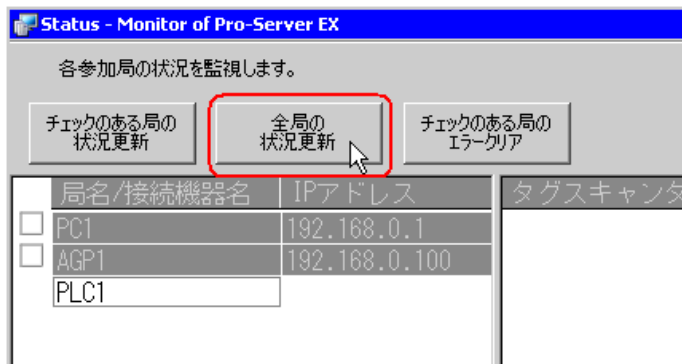 Status - Monitor of Pro-Server EX
各参加局の状況を監視します。
チェックのある局の
状況更新
全局の
状況更新
チェックのある局の
エラークリア
局名/接続機器名 IPアドレス タグスキャンタ
PC1 192.168.0.1
AGP1 192.168.0.100
PLC1